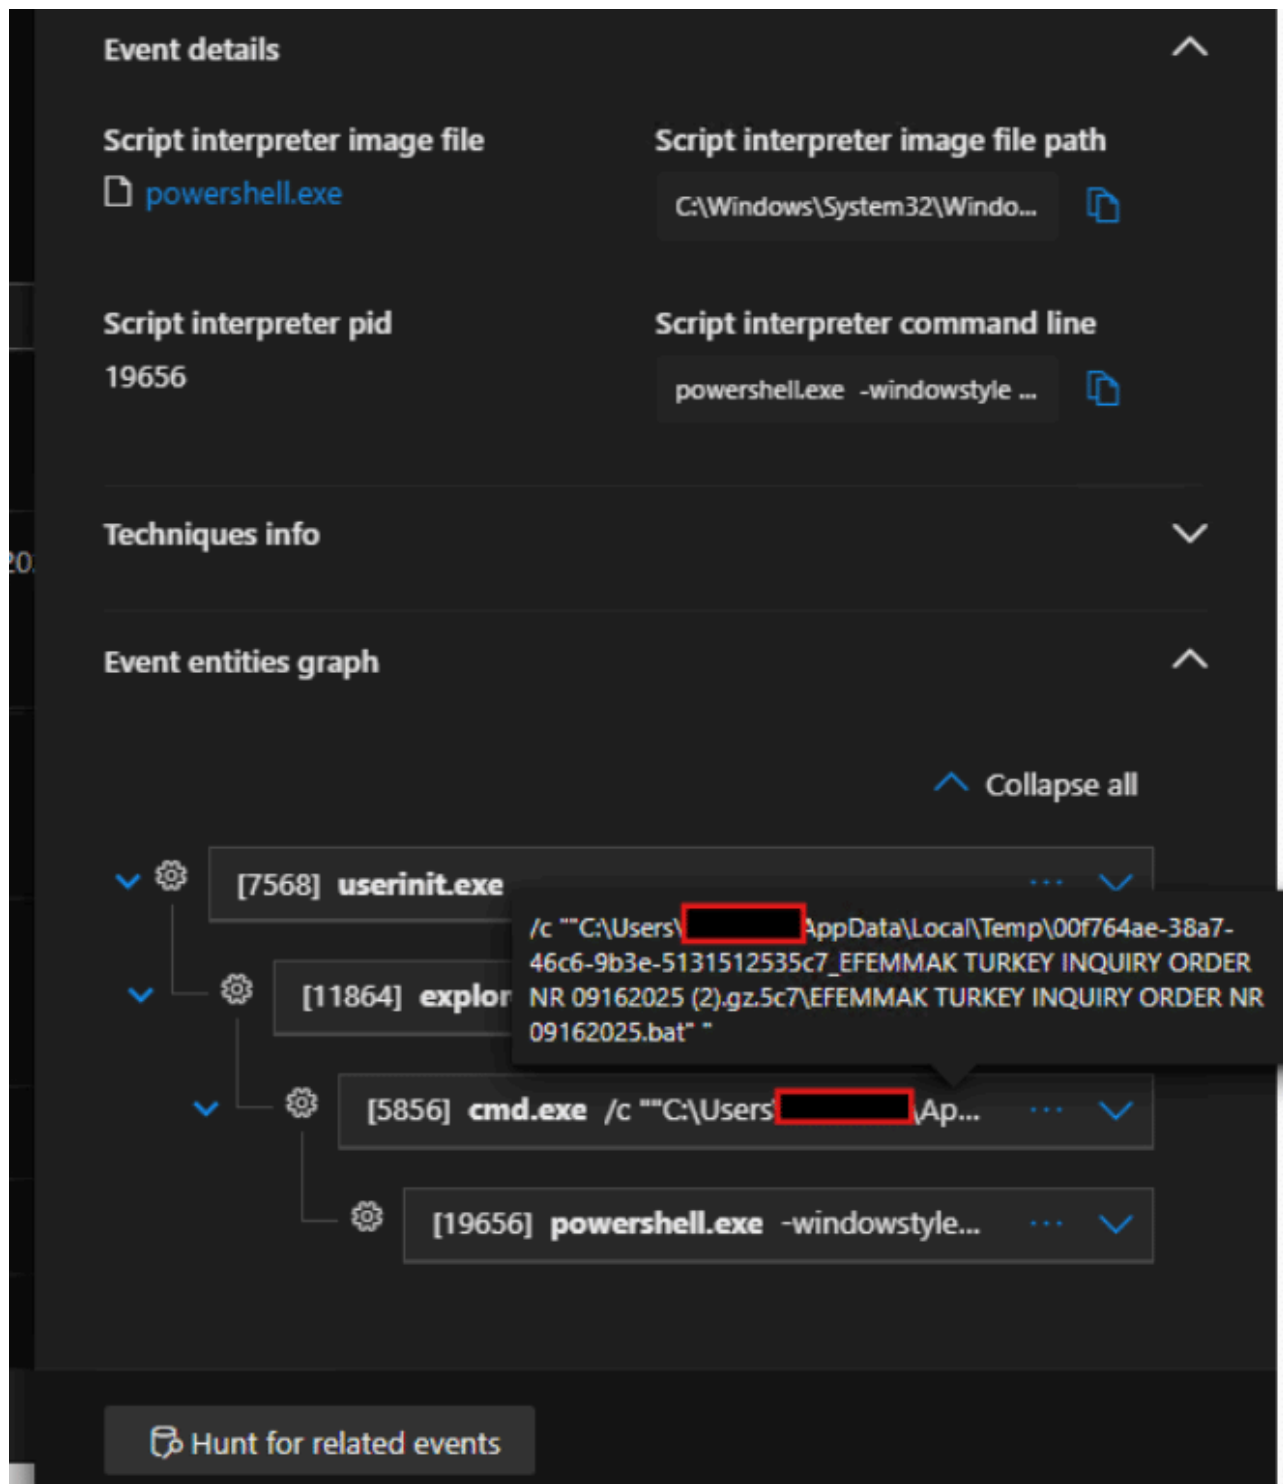 Event details
Script interpreter image file
Script interpreter image file path
powershell.exe
C:\Windows\System32\Windo...
Script interpreter pid
Script interpreter command line
19656
powershell.exe -windowstyle ...
Techniques info
20
Event entities graph
Collapse all
[7568] userinit.exe
/c ""C:\Users\ AppData\Local\Temp\00f764ae-38a7-
46c6-9b3e-5131512535c7_EFEMMAK TURKEY INQUIRY ORDER
NR 09162025 (2).gz.5c7\EFEMMAK TURKEY INQUIRY ORDER NR
09162025.bat" "
[11864] explor
[5856] cmd.exe /c ""C:\Users\ \Ap...
[19656] powershell.exe -windowstyle...
Hunt for related events